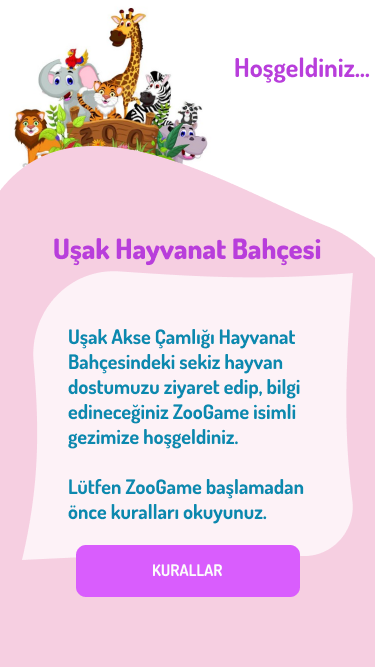 Hoşgeldiniz...
ZOO
Uşak Hayvanat Bahçesi
Uşak Akse Çamlığı Hayvanat
Bahçesindeki sekiz hayvan
dostumuzu ziyaret edip, bilgi
edineceğiniz ZooGame isimli
gezimize hoşgeldiniz.
Lütfen ZooGame başlamadan
önce kuralları okuyunuz.
KURALLAR